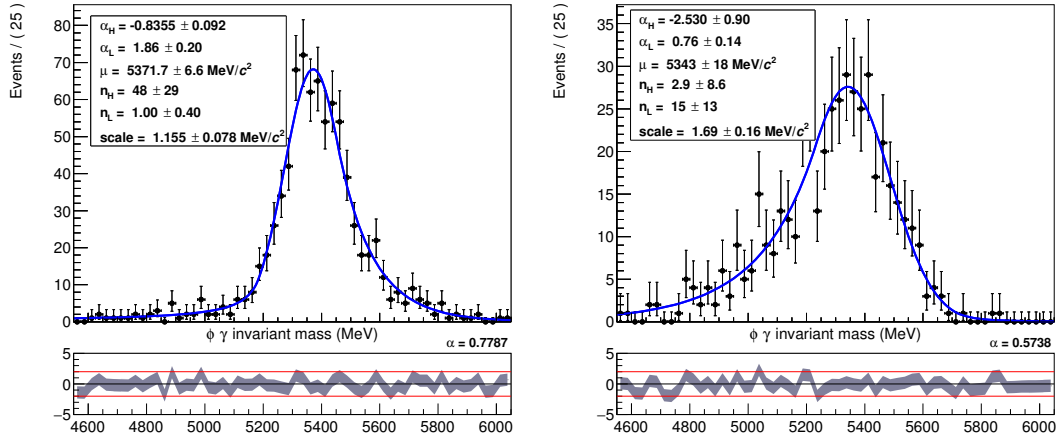 Events / ( 25 )
80
70
60
50
40
30
20
10
0
α_H = -0.8355 ± 0.092
α_L = 1.86 ± 0.20
μ = 5371.7 ± 6.6 MeV/c²
n_H = 48 ± 29
n_L = 1.00 ± 0.40
scale = 1.155 ± 0.078 MeV/c²
ϕ γ invariant mass (MeV)
α = 0.7787
5
0
−5
4600 4800 5000 5200 5400 5600 5800 6000
Events / ( 25 )
35
30
25
20
15
10
5
0
α_H = -2.530 ± 0.90
α_L = 0.76 ± 0.14
μ = 5343 ± 18 MeV/c²
n_H = 2.9 ± 8.6
n_L = 15 ± 13
scale = 1.69 ± 0.16 MeV/c²
ϕ γ invariant mass (MeV)
α = 0.5738
5
0
−5
4600 4800 5000 5200 5400 5600 5800 6000